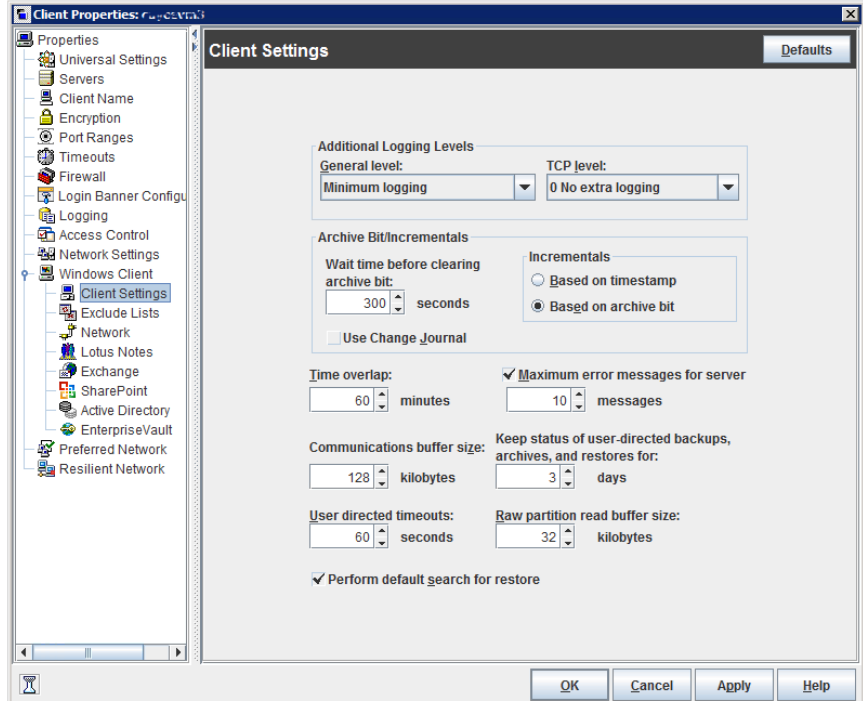 Client Properties:
Properties
Universal Settings
Servers
Client Name
Encryption
Port Ranges
Timeouts
Firewall
Login Banner Configu
Logging
Access Control
Network Settings
Windows Client
Client Settings
Exclude Lists
Network
Lotus Notes
Exchange
SharePoint
Active Directory
EnterpriseVault
Preferred Network
Resilient Network
Client Settings
Defaults
Additional Logging Levels
General level:
TCP level:
Minimum logging
0 No extra logging
Archive Bit/Incrementals
Wait time before clearing
archive bit:
300 seconds
Incrementals
Based on timestamp
Based on archive bit
Use Change Journal
Time overlap:
60 minutes
Maximum error messages for server
10 messages
Communications buffer size:
128 kilobytes
Keep status of user-directed backups,
archives, and restores for:
3 days
User directed timeouts:
60 seconds
Raw partition read buffer size:
32 kilobytes
Perform default search for restore
OK
Cancel
Apply
Help